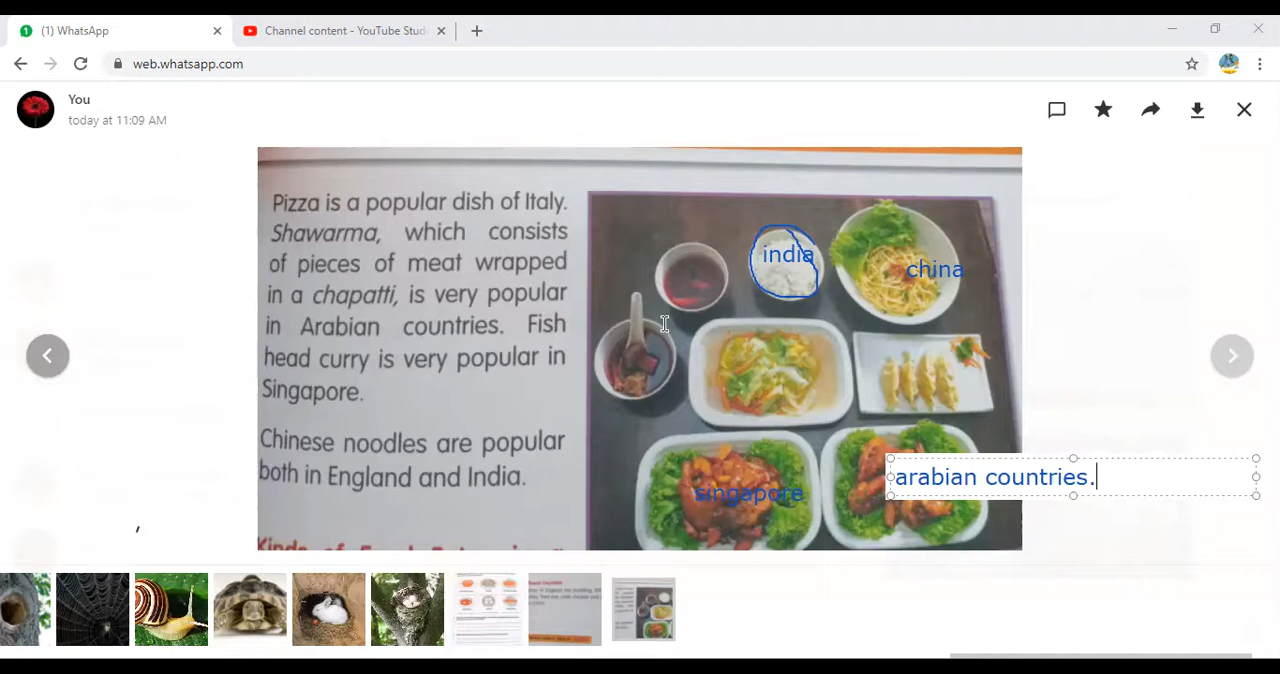 (1) WhatsApp
Channel content - YouTube Stud
web.whatsapp.com
You
today at 11:09 AM
Pizza is a popular dish of Italy.
Shawarma, which consists
of pieces of meat wrapped
in a chapatti, is very popular
in Arabian countries. Fish
head curry is very popular in
Singapore.
Chinese noodles are popular
both in England and India.
india
china
singapore
arabian countries.